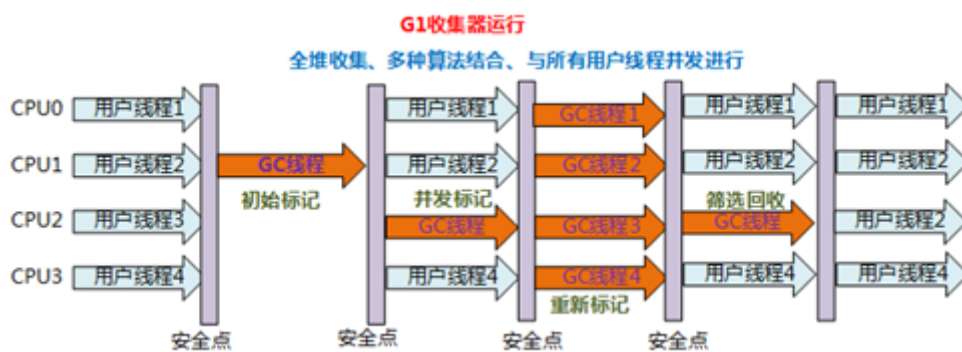 G1收集器运行
全堆收集、多种算法结合、与所有用户线程并发进行
CPU0 用户线程1 用户线程1 GC线程1 用户线程1 用户线程1
CPU1 用户线程2 GC线程 用户线程2 GC线程2 用户线程2 用户线程2
初始标记 并发标记 筛选回收
CPU2 用户线程3 GC线程 GC线程3 GC线程 用户线程2
CPU3 用户线程4 用户线程4 GC线程4 用户线程4 用户线程4
重新标记
安全点 安全点 安全点 安全点